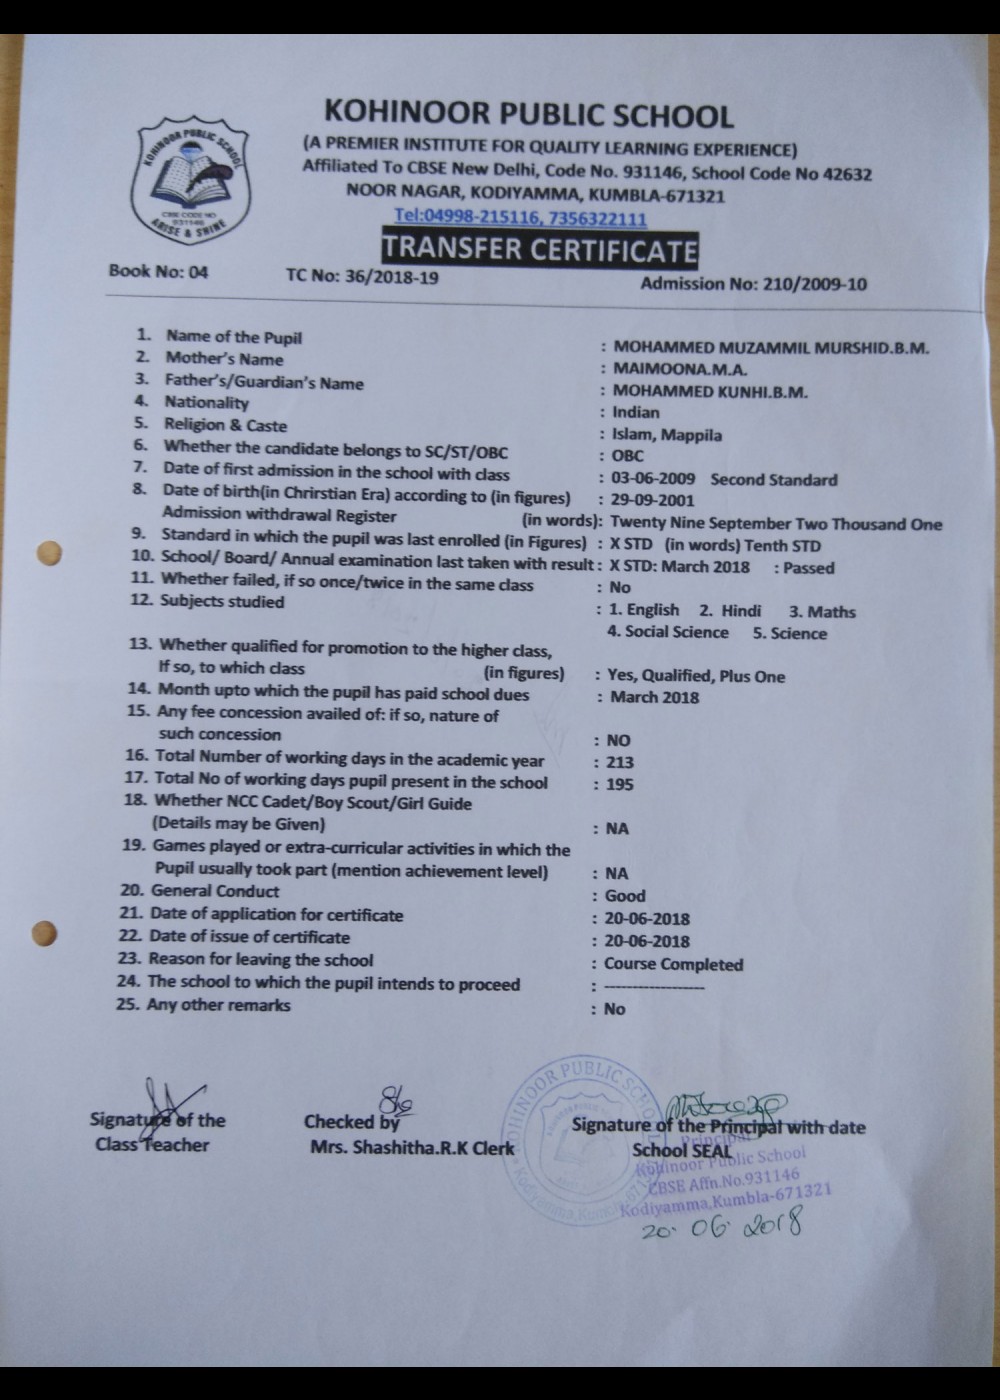 KOHINOOR PUBLIC SCHOOL
(A PREMIER INSTITUTE FOR QUALITY LEARNING EXPERIENCE)
Affiliated To CBSE New Delhi, Code No. 931146, School Code No 42632
NOOR NAGAR, KODIYAMMA, KUMBLA-671321
Tel:04998-215116, 7356322111
KOHINOOR PUBLIC SCHOOL
CBSE CODE NO
931146
ARISE & SHINE
TRANSFER CERTIFICATE
Book No: 04 TC No: 36/2018-19 Admission No: 210/2009-10
1. Name of the Pupil : MOHAMMED MUZAMMIL MURSHID.B.M.
2. Mother's Name : MAIMOONA.M.A.
3. Father's/Guardian's Name : MOHAMMED KUNHI.B.M.
4. Nationality : Indian
5. Religion & Caste : Islam, Mappila
6. Whether the candidate belongs to SC/ST/OBC : OBC
7. Date of first admission in the school with class : 03-06-2009 Second Standard
8. Date of birth(in Chrirstian Era) according to (in figures) : 29-09-2001
Admission withdrawal Register (in words): Twenty Nine September Two Thousand One
9. Standard in which the pupil was last enrolled (in Figures) : X STD (in words) Tenth STD
10. School/ Board/ Annual examination last taken with result : X STD: March 2018 : Passed
11. Whether failed, if so once/twice in the same class : No
12. Subjects studied : 1. English 2. Hindi 3. Maths
4. Social Science 5. Science
13. Whether qualified for promotion to the higher class,
If so, to which class (in figures) : Yes, Qualified, Plus One
14. Month upto which the pupil has paid school dues : March 2018
15. Any fee concession availed of: if so, nature of
such concession : NO
16. Total Number of working days in the academic year : 213
17. Total No of working days pupil present in the school : 195
18. Whether NCC Cadet/Boy Scout/Girl Guide
(Details may be Given) : NA
19. Games played or extra-curricular activities in which the
Pupil usually took part (mention achievement level) : NA
20. General Conduct : Good
21. Date of application for certificate : 20-06-2018
22. Date of issue of certificate : 20-06-2018
23. Reason for leaving the school : Course Completed
24. The school to which the pupil intends to proceed : ------------------
25. Any other remarks : No
Signature of the Checked by Signature of the Principal with date
Class Teacher Mrs. Shashitha.R.K Clerk School SEAL
KOHINOOR PUBLIC SCHOOL
Kodiyamma, Kumbla-671321
Principal
Kohinoor Public School
CBSE Affn.No.931146
Kodiyamma,Kumbla-671321
20.06.2018